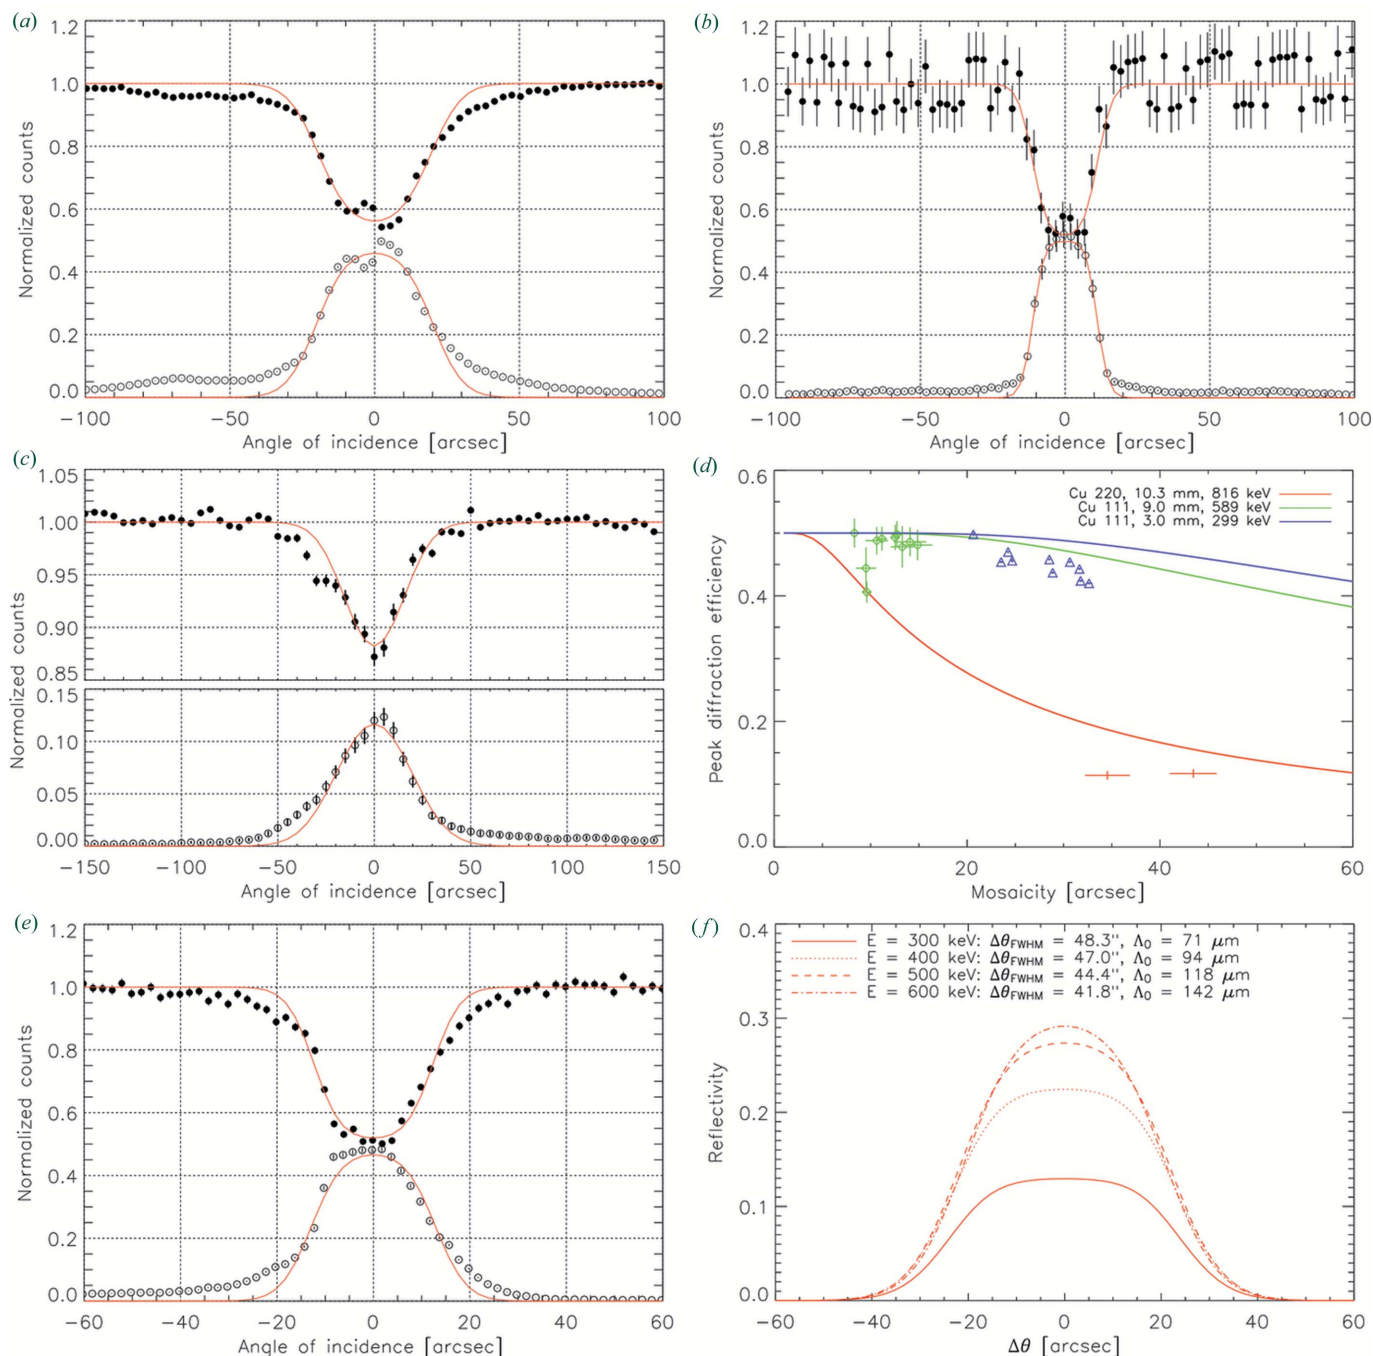 (a)
1.2
1.0
0.8
0.6
0.4
0.2
0.0
Normalized counts
−100 −50 0 50 100
Angle of incidence [arcsec]
(b)
1.2
1.0
0.8
0.6
0.4
0.2
0.0
Normalized counts
−100 −50 0 50 100
Angle of incidence [arcsec]
(c)
1.05
1.00
0.95
0.90
0.85
0.15
0.10
0.05
0.00
Normalized counts
−150 −100 −50 0 50 100 150
Angle of incidence [arcsec]
(d)
0.6
0.4
0.2
0.0
Peak diffraction efficiency
Cu 220, 10.3 mm, 816 keV
Cu 111, 9.0 mm, 589 keV
Cu 111, 3.0 mm, 299 keV
0 20 40 60
Mosaicity [arcsec]
(e)
1.2
1.0
0.8
0.6
0.4
0.2
0.0
Normalized counts
−60 −40 −20 0 20 40 60
Angle of incidence [arcsec]
(f)
0.4
0.3
0.2
0.1
0.0
Reflectivity
E = 300 keV: Δθ_FWHM = 48.3", Λ₀ = 71 μm
E = 400 keV: Δθ_FWHM = 47.0", Λ₀ = 94 μm
E = 500 keV: Δθ_FWHM = 44.4", Λ₀ = 118 μm
E = 600 keV: Δθ_FWHM = 41.8", Λ₀ = 142 μm
−60 −40 −20 0 20 40 60
Δθ [arcsec]